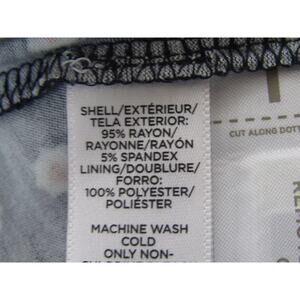 SHELL/EXTÉRIEUR/
TELA EXTERIOR:
95% RAYON/
RAYONNE/RAYÓN
5% SPANDEX
LINING/DOUBLURE/
FORRO:
100% POLYESTER/
POLIÉSTER
MACHINE WASH
COLD
ONLY NON-
CUT ALONG DOTT